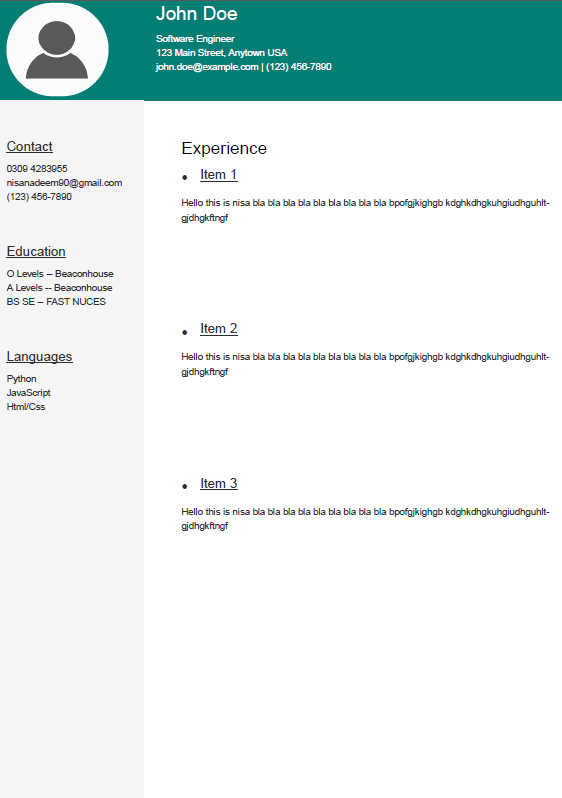 John Doe
Software Engineer
123 Main Street, Anytown USA
john.doe@example.com | (123) 456-7890
Contact
0309 4283955
nisanadeem90@gmail.com
(123) 456-7890
Education
O Levels – Beaconhouse
A Levels -- Beaconhouse
BS SE – FAST NUCES
Languages
Python
JavaScript
Html/Css
Experience
• Item 1
Hello this is nisa bla bla bla bla bla bla bla bla bla bpofgjkighgb kdghkdhgkuhgiudhguhlt-
gjdhgkftngf
• Item 2
Hello this is nisa bla bla bla bla bla bla bla bla bla bpofgjkighgb kdghkdhgkuhgiudhguhlt-
gjdhgkftngf
• Item 3
Hello this is nisa bla bla bla bla bla bla bla bla bla bpofgjkighgb kdghkdhgkuhgiudhguhlt-
gjdhgkftngf